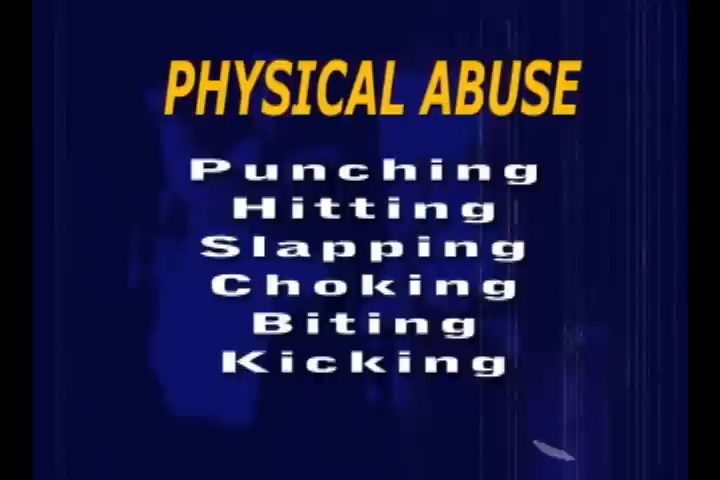 PHYSICAL ABUSE
Punching
Hitting
Slapping
Choking
Biting
Kicking